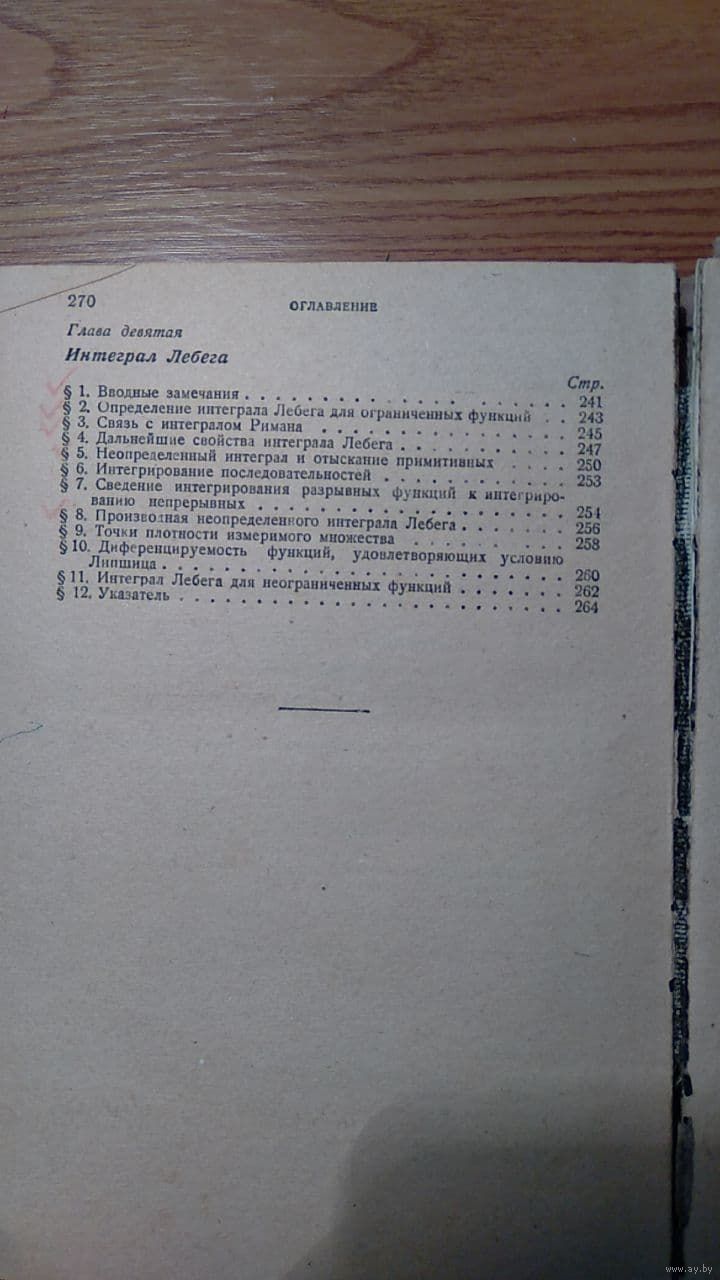 270 ОГЛАВЛЕНИЕ
Глава девятая
Интеграл Лебега
Стр.
§ 1. Вводные замечания . . . . . . . . . . . . . . . . . . 241
§ 2. Определение интеграла Лебега для ограниченных функций . . 243
§ 3. Связь с интегралом Римана . . . . . . . . . . . . . . . 245
§ 4. Дальнейшие свойства интеграла Лебега . . . . . . . . . . 247
§ 5. Неопределенный интеграл и отыскание примитивных . . . . 250
§ 6. Интегрирование последовательностей . . . . . . . . . . . 253
§ 7. Сведение интегрирования разрывных функций к интегриро-
ванию непрерывных . . . . . . . . . . . . . . . . . . 254
§ 8. Производная неопределенного интеграла Лебега . . . . . . . 256
§ 9. Точки плотности измеримого множества . . . . . . . . . . 258
§ 10. Диференцируемость функций, удовлетворяющих условию
Липшица . . . . . . . . . . . . . . . . . . . . . . . 260
§ 11. Интеграл Лебега для неограниченных функций . . . . . . . 262
§ 12. Указатель . . . . . . . . . . . . . . . . . . . . . . . 264
www.ay.by